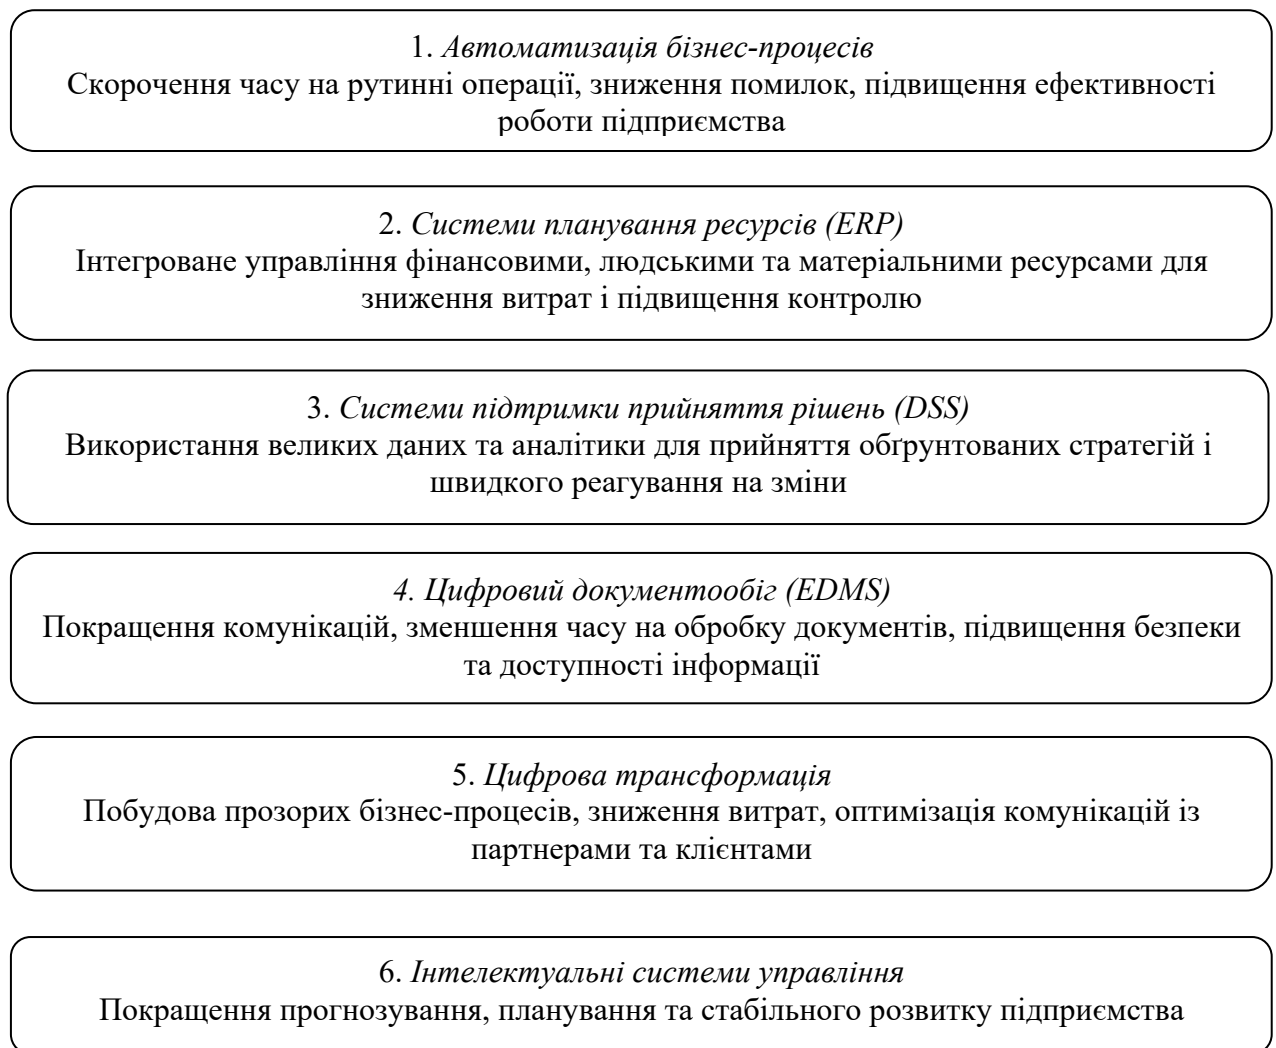 1. Автоматизація бізнес-процесів
Скорочення часу на рутинні операції, зниження помилок, підвищення ефективності
роботи підприємства
2. Системи планування ресурсів (ERP)
Інтегроване управління фінансовими, людськими та матеріальними ресурсами для
зниження витрат і підвищення контролю
3. Системи підтримки прийняття рішень (DSS)
Використання великих даних та аналітики для прийняття обґрунтованих стратегій і
швидкого реагування на зміни
4. Цифровий документообіг (EDMS)
Покращення комунікацій, зменшення часу на обробку документів, підвищення безпеки
та доступності інформації
5. Цифрова трансформація
Побудова прозорих бізнес-процесів, зниження витрат, оптимізація комунікацій із
партнерами та клієнтами
6. Інтелектуальні системи управління
Покращення прогнозування, планування та стабільного розвитку підприємства